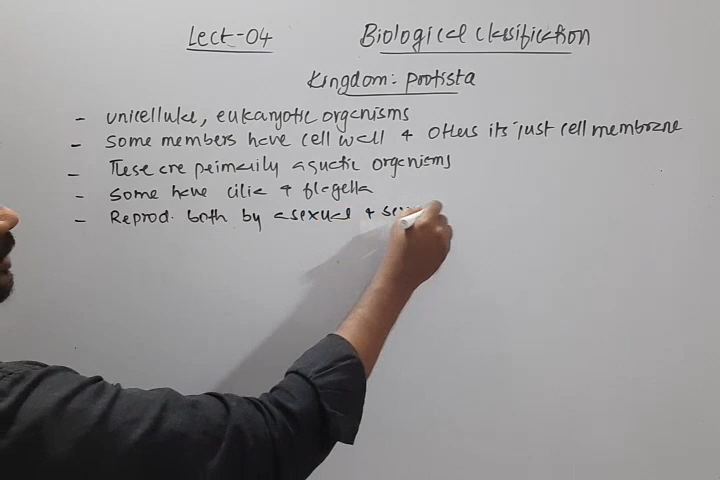 Lect-04 Biological classification
Kingdom: Protista
- unicellular, eukaryotic organisms
- Some members have cell wall & others its just cell membrane
- These are primarily aquatic organisms
- Some have cilia & flagella
- Reprod. both by asexual &